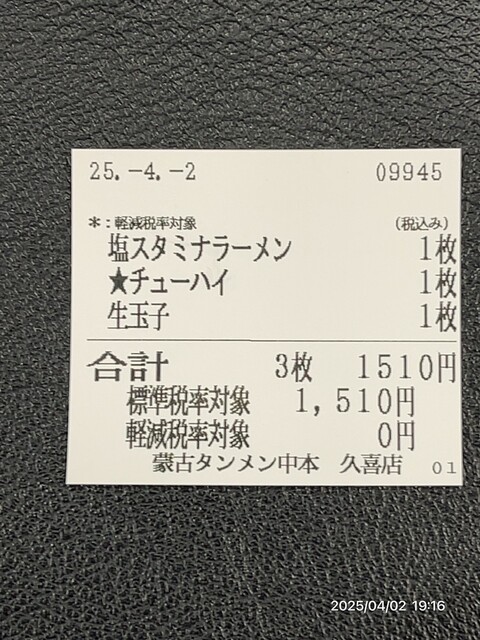 25.-4.-2 09945
*:軽減税率対象 (税込み)
塩スタミナラーメン 1枚
★チューハイ 1枚
生玉子 1枚
合計 3枚 1510円
標準税率対象 1,510円
軽減税率対象 0円
蒙古タンメン中本 久喜店 01
2025/04/02 19:16